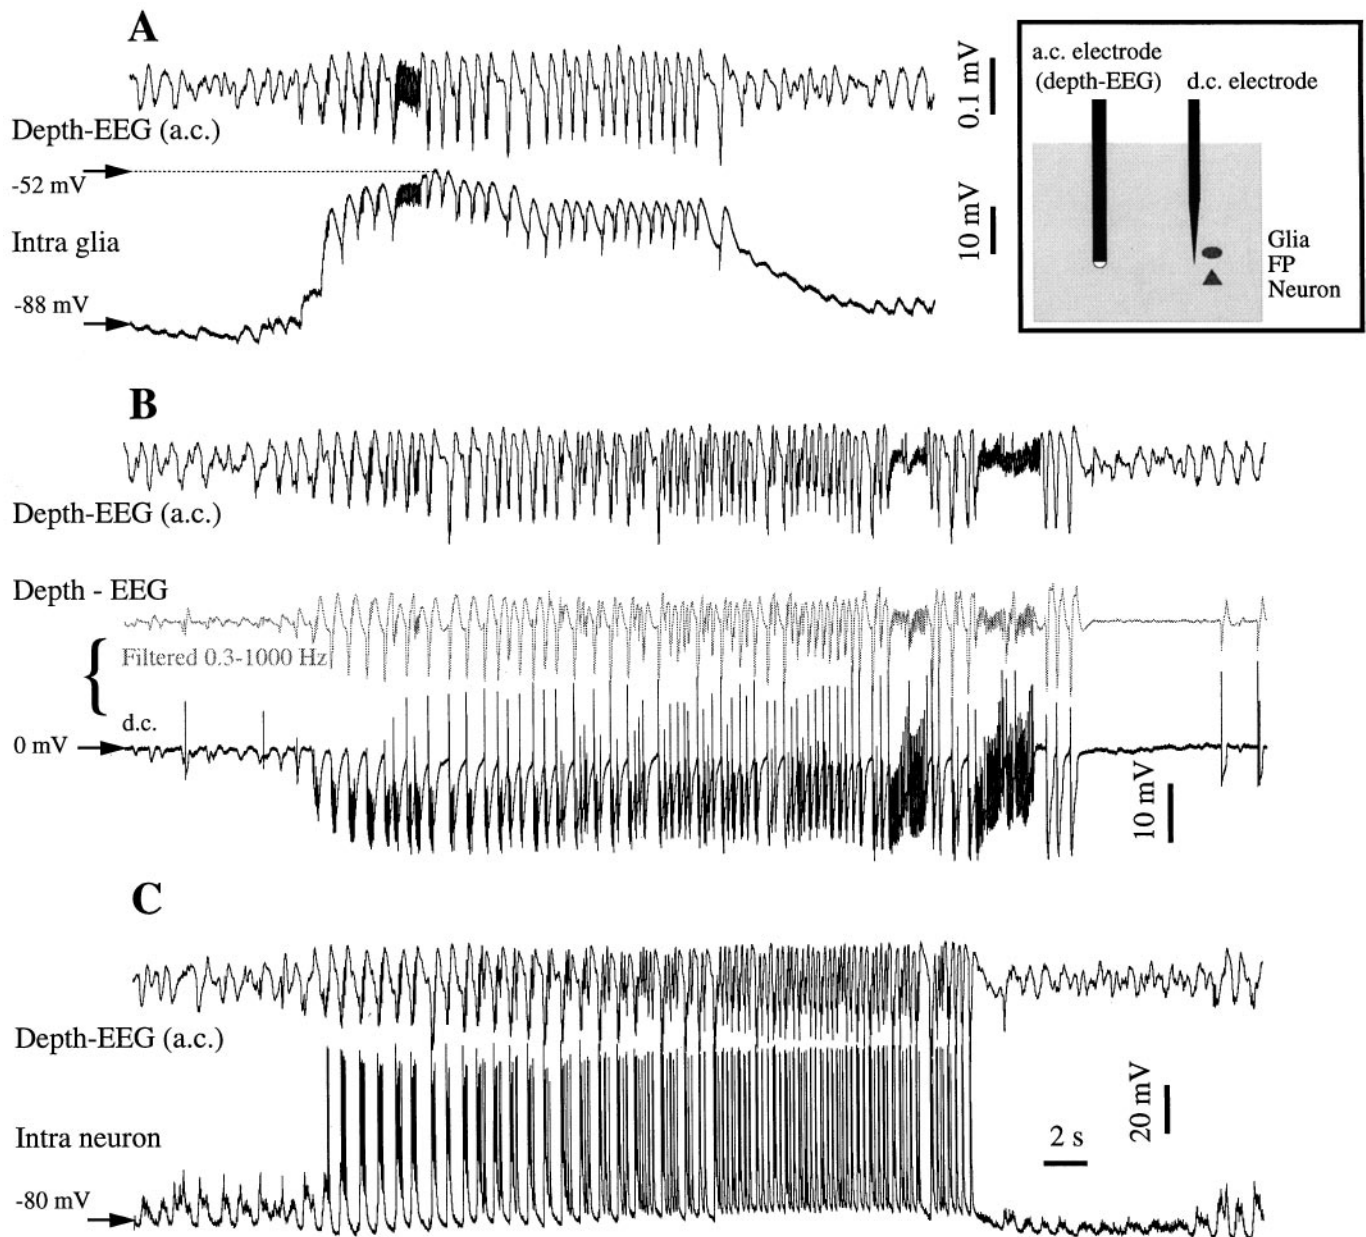 A
Depth-EEG (a.c.)
-52 mV
Intra glia
-88 mV
0.1 mV
10 mV
a.c. electrode
(depth-EEG)
d.c. electrode
Glia
FP
Neuron
B
Depth-EEG (a.c.)
Depth - EEG
Filtered 0.3-1000 Hz
d.c.
0 mV
10 mV
C
Depth-EEG (a.c.)
Intra neuron
-80 mV
2 s
20 mV